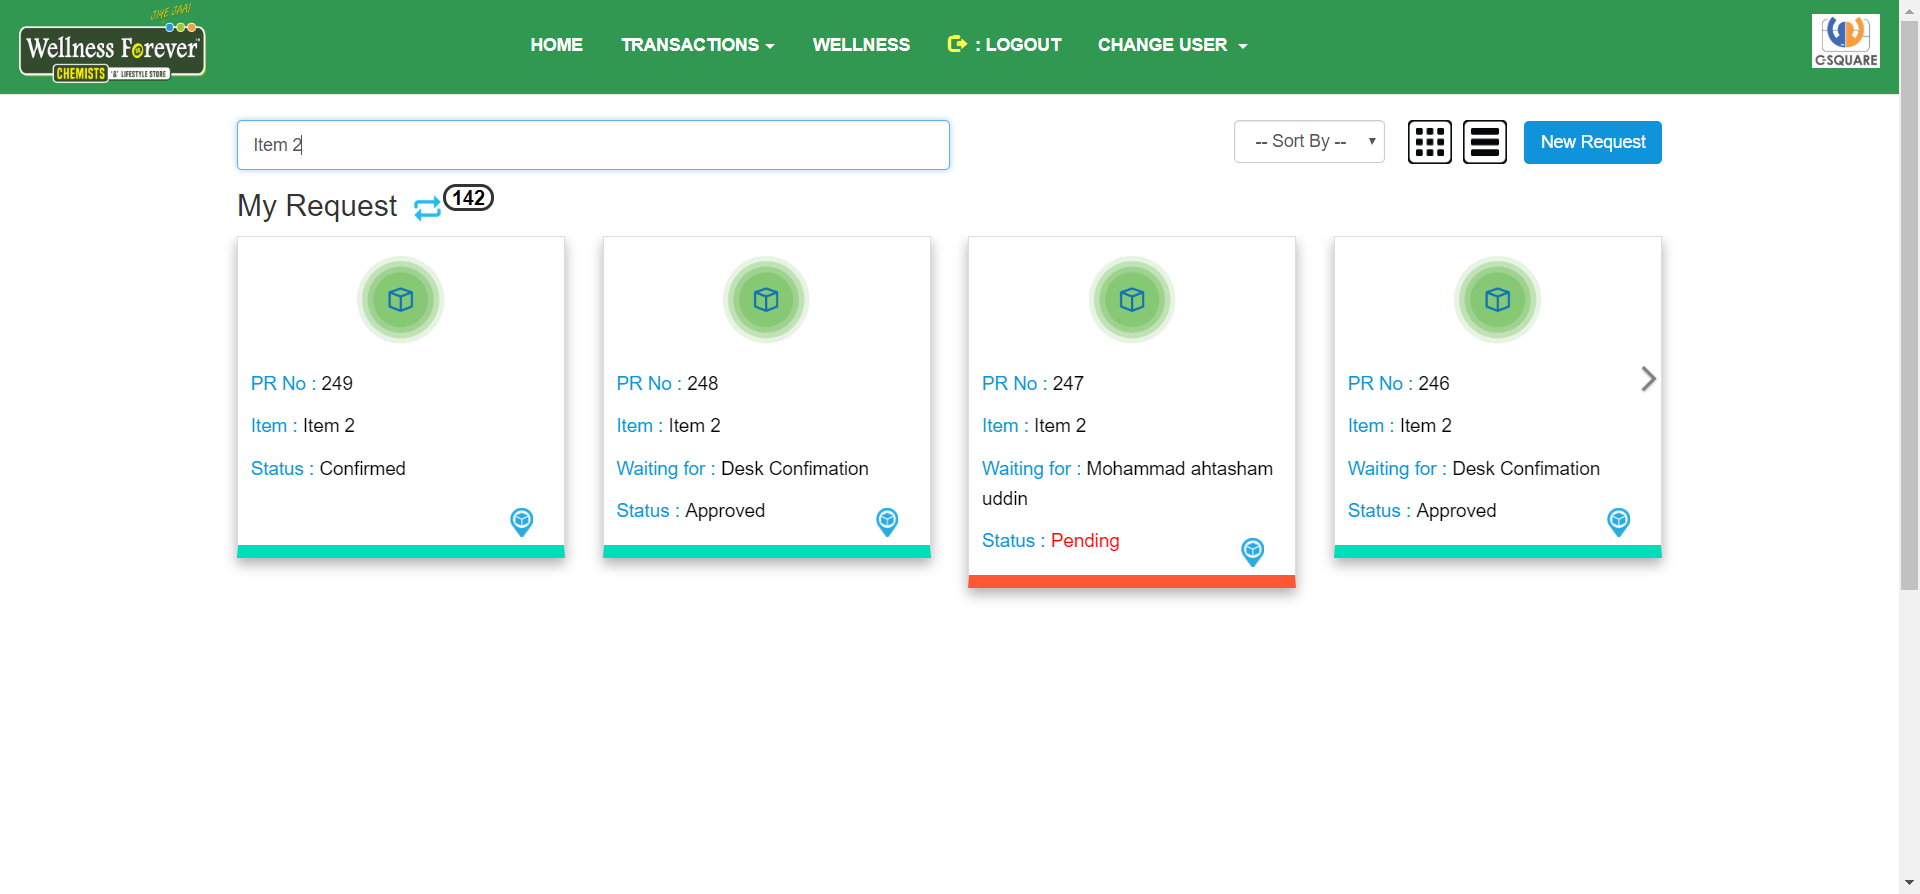 JIYE JAAI
Wellness Forever
CHEMISTS '&' LIFESTYLE STORE
HOME TRANSACTIONS WELLNESS : LOGOUT CHANGE USER
C-SQUARE
Item 2
-- Sort By --
New Request
My Request 142
PR No : 249
Item : Item 2
Status : Confirmed
PR No : 248
Item : Item 2
Waiting for : Desk Confimation
Status : Approved
PR No : 247
Item : Item 2
Waiting for : Mohammad ahtasham
uddin
Status : Pending
PR No : 246
Item : Item 2
Waiting for : Desk Confimation
Status : Approved